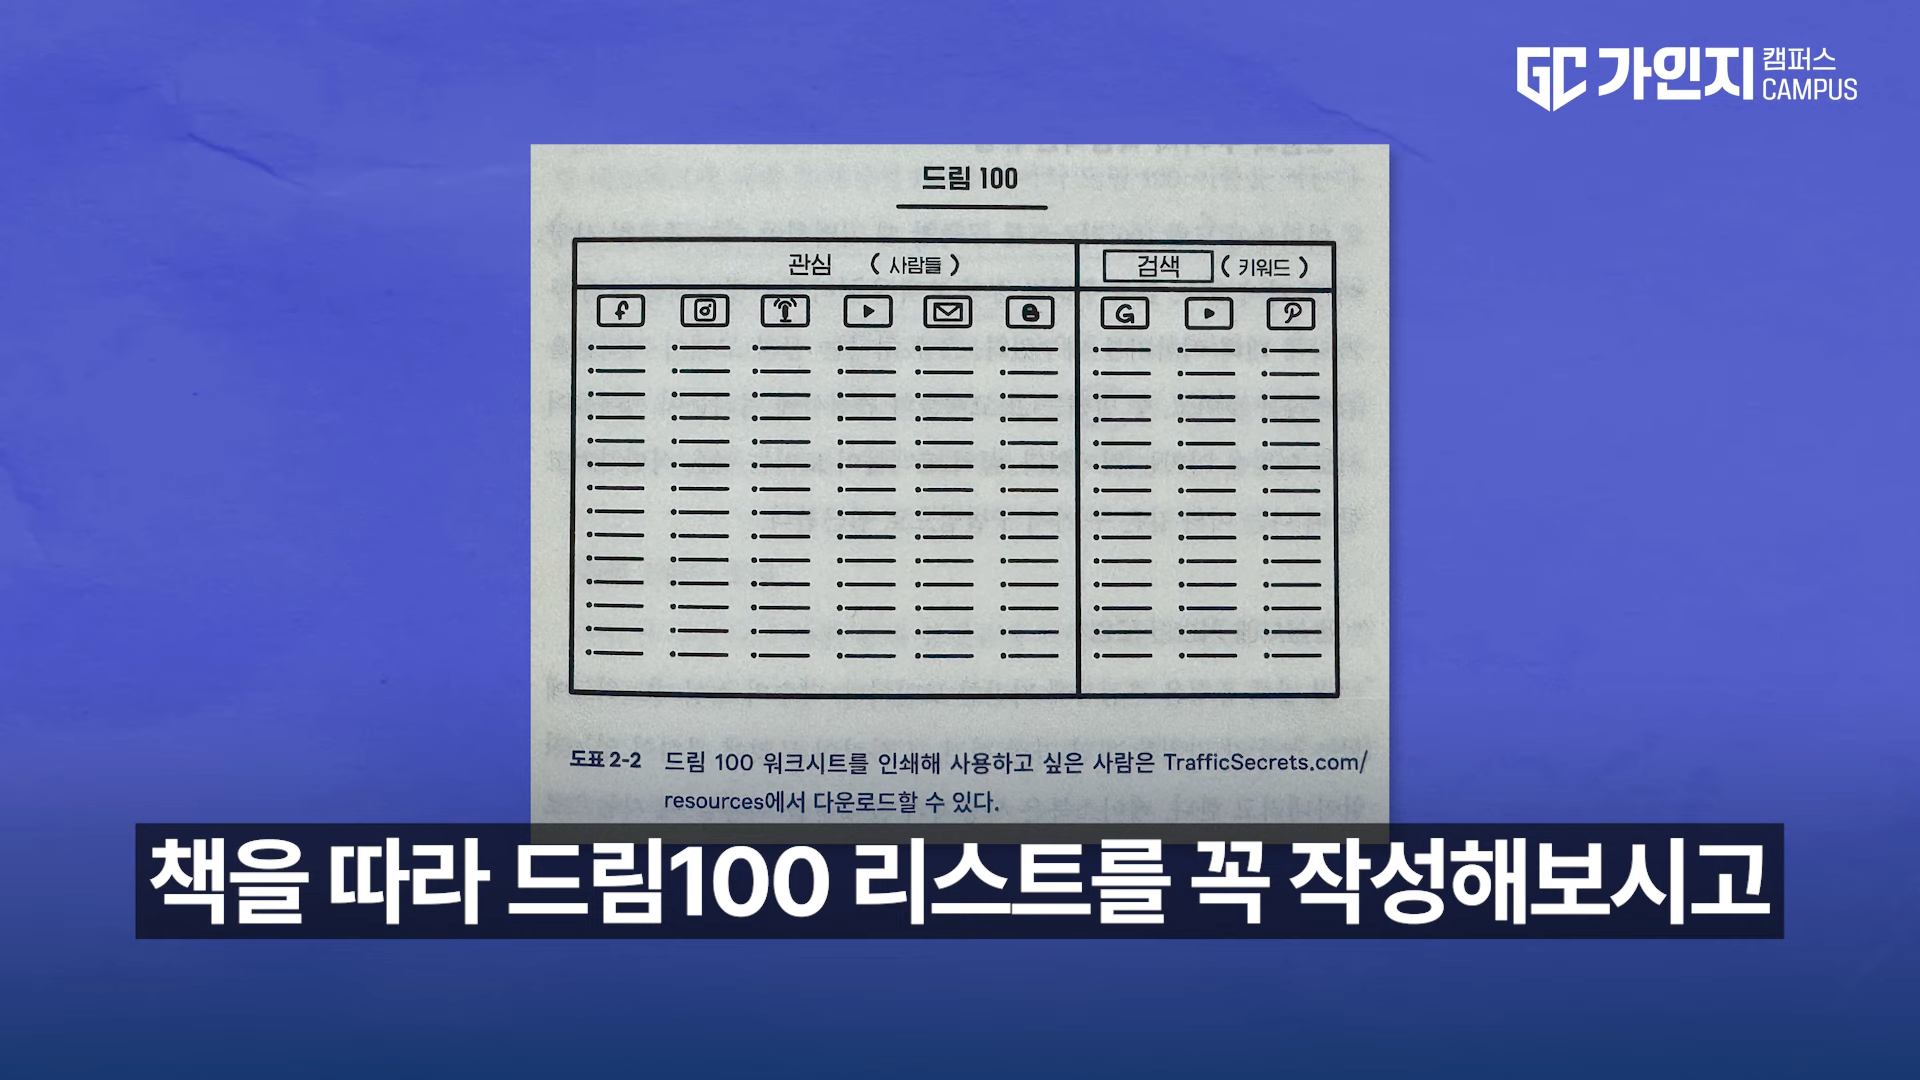 GC 가인지 캠퍼스
CAMPUS
드림 100
관심 (사람들)
검색 (키워드)
도표 2-2 드림 100 워크시트를 인쇄해 사용하고 싶은 사람은 TrafficSecrets.com/
resources에서 다운로드할 수 있다.
책을 따라 드림100 리스트를 꼭 작성해보시고